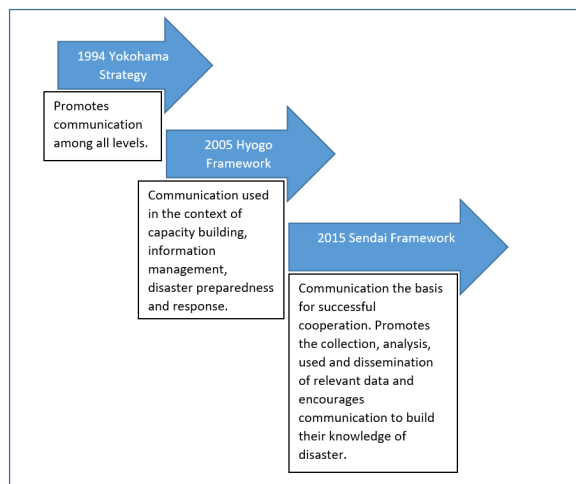 1994 Yokohama
Strategy
Promotes
communication
among all levels.
2005 Hyogo
Framework
Communication used
in the context of
capacity building,
information
management,
disaster preparedness
and response.
2015 Sendai Framework
Communication the basis
for successful
cooperation. Promotes
the collection, analysis,
used and dissemination
of relevant data and
encourages
communication to build
their knowledge of
disaster.